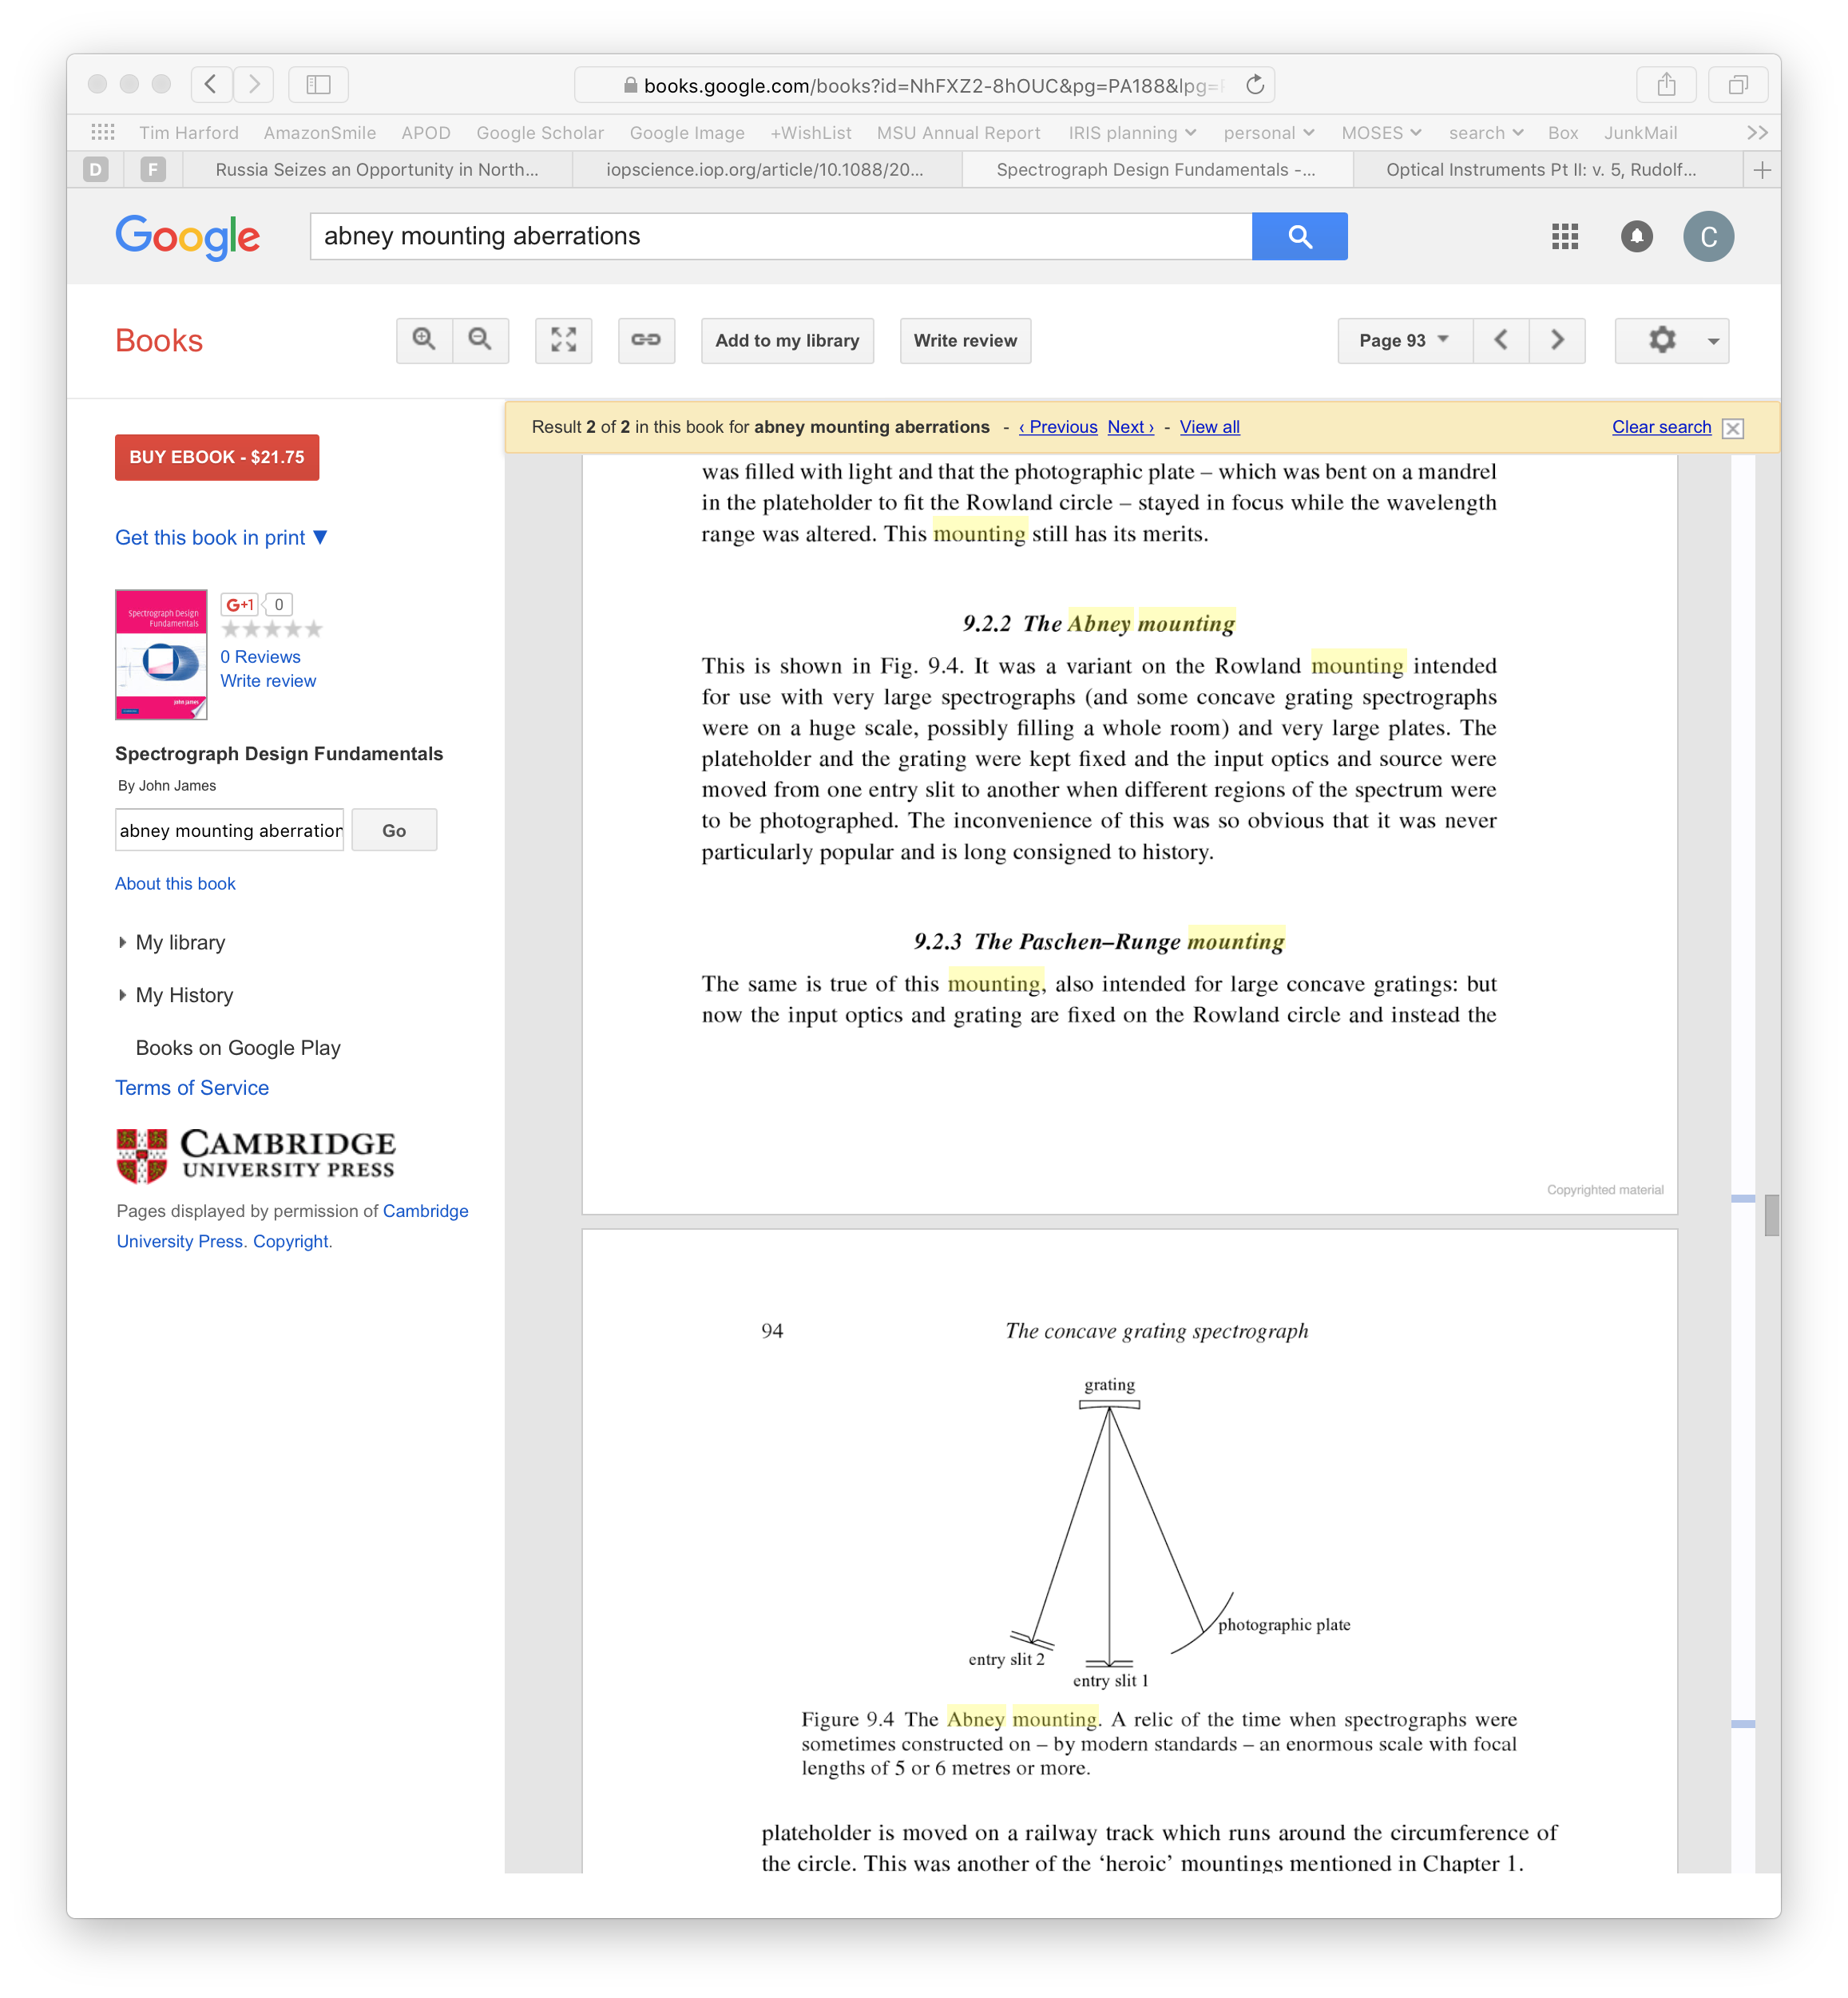 books.google.com/books?id=NhFXZ2-8hOUC&pg=PA188&lpg=
Tim Harford AmazonSmile APOD Google Scholar Google Image +WishList MSU Annual Report IRIS planning personal MOSES search Box JunkMail >>
D F Russia Seizes an Opportunity in North... iopscience.iop.org/article/10.1088/20... Spectrograph Design Fundamentals -... Optical Instruments Pt II: v. 5, Rudolf... +
Google abney mounting aberrations C
Books Add to my library Write review Page 93
Result 2 of 2 in this book for abney mounting aberrations - ‹ Previous Next › - View all Clear search
BUY EBOOK - $21.75
Get this book in print ▼
Spectrograph Design
Fundamentals
John James
G+1 0
0 Reviews
Write review
Spectrograph Design Fundamentals
By John James
abney mounting aberration Go
About this book
My library
My History
Books on Google Play
Terms of Service
CAMBRIDGE
UNIVERSITY PRESS
Pages displayed by permission of Cambridge
University Press. Copyright.
was filled with light and that the photographic plate – which was bent on a mandrel
in the plateholder to fit the Rowland circle – stayed in focus while the wavelength
range was altered. This mounting still has its merits.
9.2.2 The Abney mounting
This is shown in Fig. 9.4. It was a variant on the Rowland mounting intended
for use with very large spectrographs (and some concave grating spectrographs
were on a huge scale, possibly filling a whole room) and very large plates. The
plateholder and the grating were kept fixed and the input optics and source were
moved from one entry slit to another when different regions of the spectrum were
to be photographed. The inconvenience of this was so obvious that it was never
particularly popular and is long consigned to history.
9.2.3 The Paschen–Runge mounting
The same is true of this mounting, also intended for large concave gratings: but
now the input optics and grating are fixed on the Rowland circle and instead the
Copyrighted material
94 The concave grating spectrograph
grating
photographic plate
entry slit 2
entry slit 1
Figure 9.4 The Abney mounting. A relic of the time when spectrographs were
sometimes constructed on – by modern standards – an enormous scale with focal
lengths of 5 or 6 metres or more.
plateholder is moved on a railway track which runs around the circumference of
the circle. This was another of the ‘heroic’ mountings mentioned in Chapter 1.